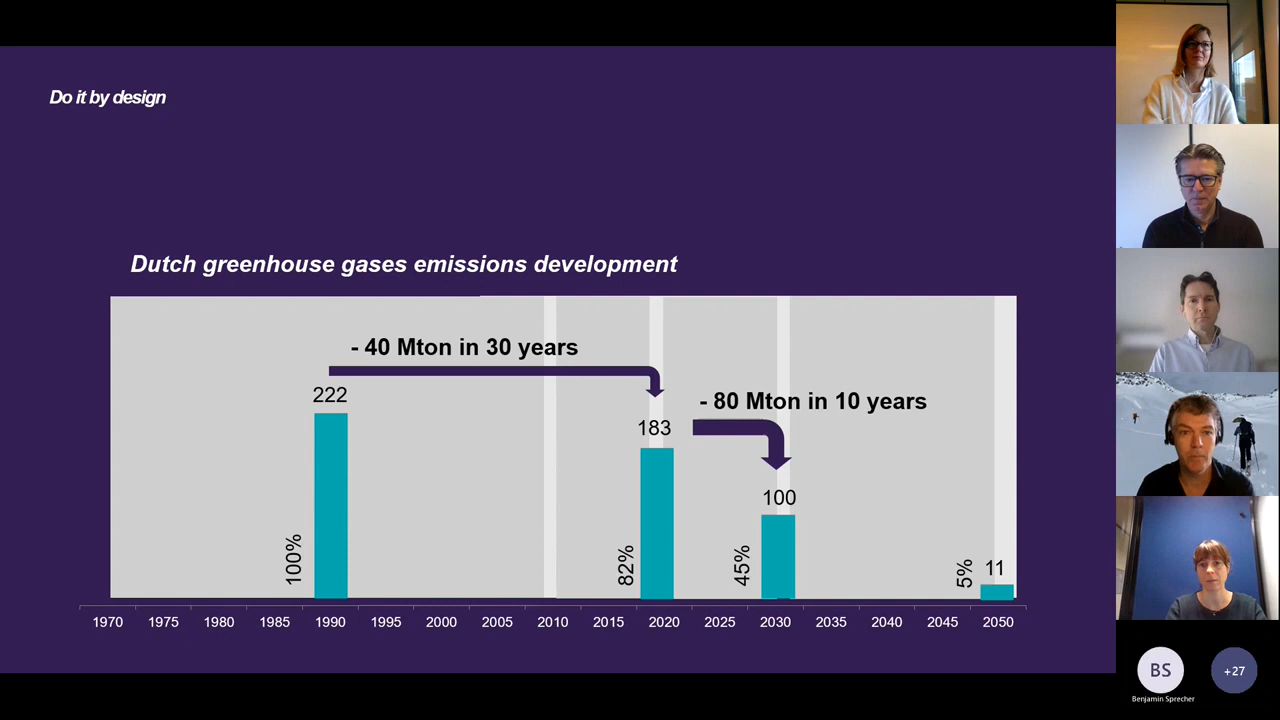 Do it by design
Dutch greenhouse gases emissions development
- 40 Mton in 30 years
222
- 80 Mton in 10 years
183
100
100%
82%
45%
5%
11
1970 1975 1980 1985 1990 1995 2000 2005 2010 2015 2020 2025 2030 2035 2040 2045 2050
BS
+27
Benjamin Sprecher